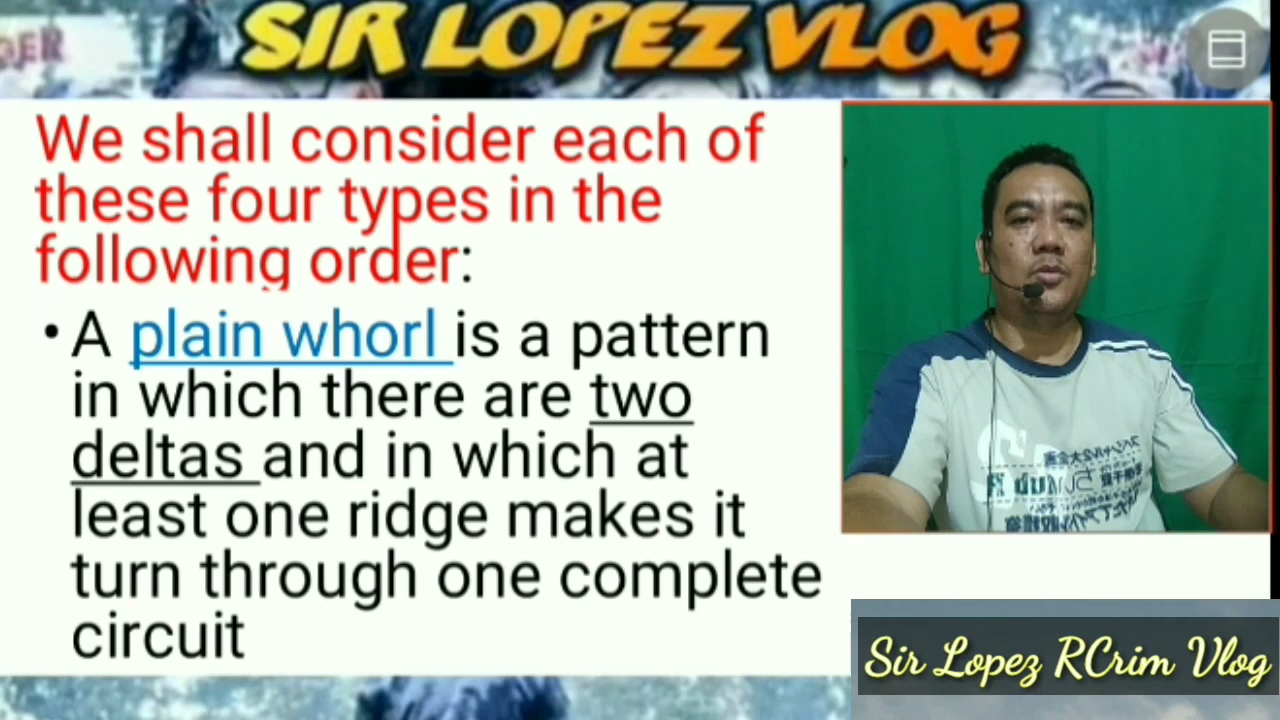 DER
SIR LOPEZ VLOG
We shall consider each of
these four types in the
following order:
• A plain whorl is a pattern
in which there are two
deltas and in which at
least one ridge makes it
turn through one complete
circuit
Sir Lopez RCrim Vlog